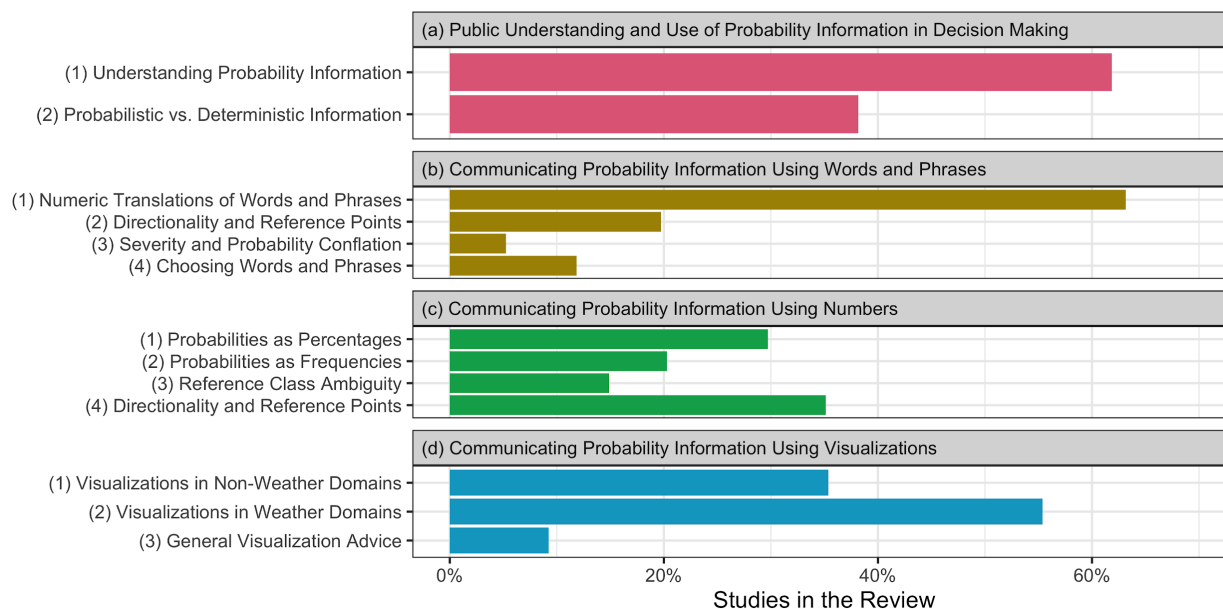 (a) Public Understanding and Use of Probability Information in Decision Making
(1) Understanding Probability Information
(2) Probabilistic vs. Deterministic Information
(b) Communicating Probability Information Using Words and Phrases
(1) Numeric Translations of Words and Phrases
(2) Directionality and Reference Points
(3) Severity and Probability Conflation
(4) Choosing Words and Phrases
(c) Communicating Probability Information Using Numbers
(1) Probabilities as Percentages
(2) Probabilities as Frequencies
(3) Reference Class Ambiguity
(4) Directionality and Reference Points
(d) Communicating Probability Information Using Visualizations
(1) Visualizations in Non-Weather Domains
(2) Visualizations in Weather Domains
(3) General Visualization Advice
0% 20% 40% 60%
Studies in the Review